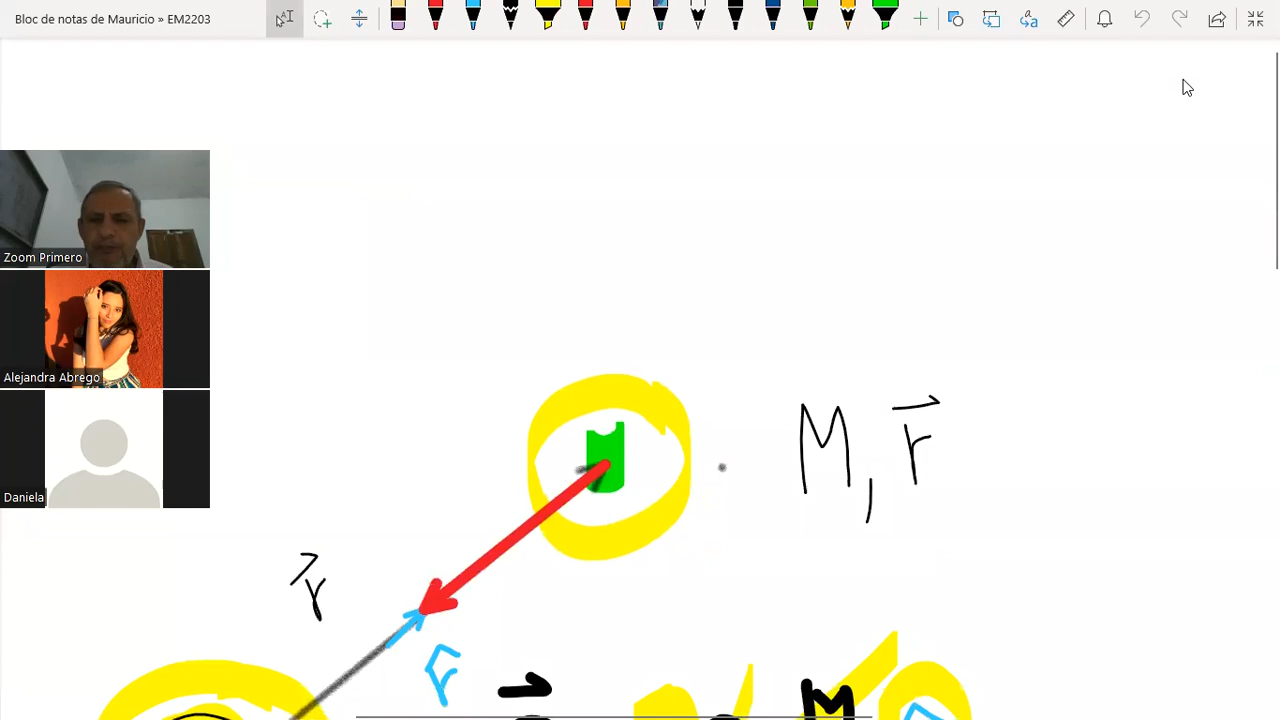 Bloc de notas de Mauricio » EM2203
Zoom Primero
Alejandra Abrego
Daniela
M, r⃗
r⃗
r̂
M